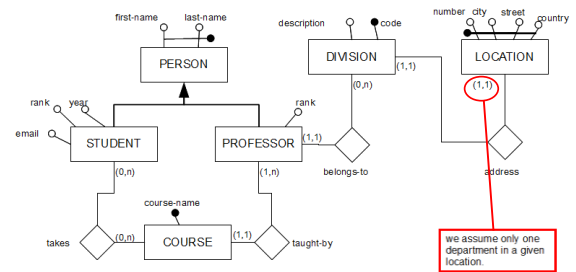 first-name last-name
PERSON
description code
DIVISION
(1,1)
(0,n)
number city street country
LOCATION
(1,1)
rank year
email
STUDENT
(0,n)
rank
PROFESSOR
(1,1)
(1,n)
belongs-to
address
course-name
takes
(0,n)
COURSE
(1,1)
taught-by
we assume only one
department in a given
location.